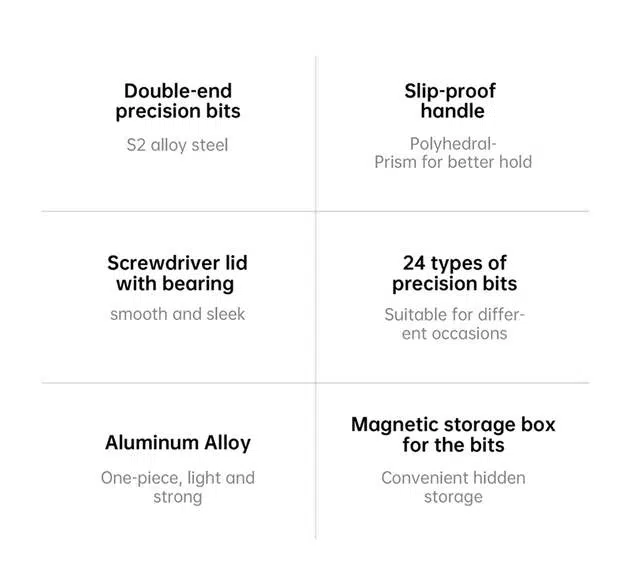 Double-end
precision bits
S2 alloy steel
Slip-proof
handle
Polyhedral-
Prism for better hold
Screwdriver lid
with bearing
smooth and sleek
24 types of
precision bits
Suitable for differ-
ent occasions
Aluminum Alloy
One-piece, light and
strong
Magnetic storage box
for the bits
Convenient hidden
storage